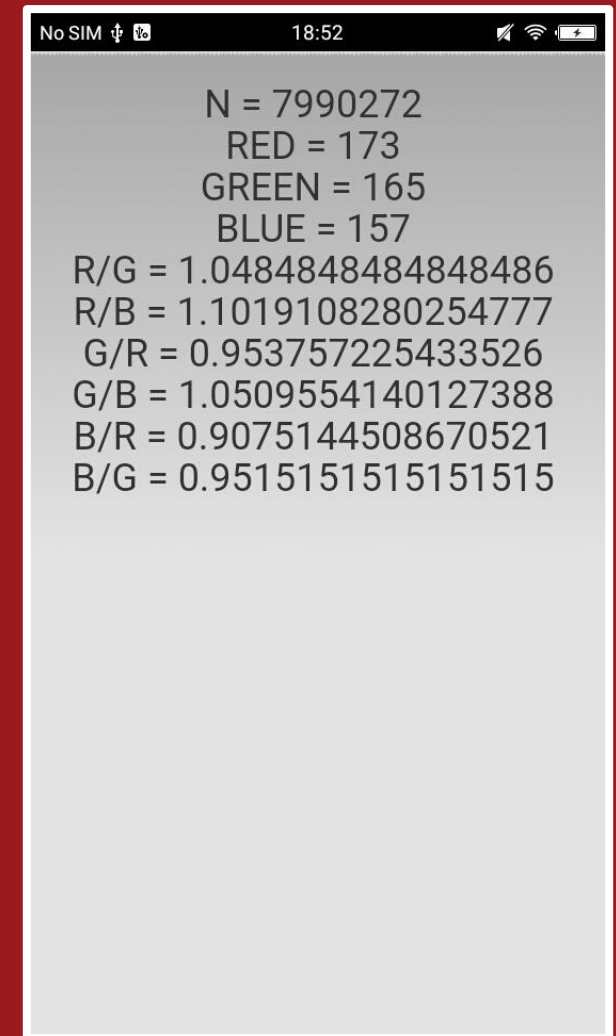 No SIM 18:52
N = 7990272
RED = 173
GREEN = 165
BLUE = 157
R/G = 1.0484848484848486
R/B = 1.1019108280254777
G/R = 0.953757225433526
G/B = 1.0509554140127388
B/R = 0.9075144508670521
B/G = 0.9515151515151515